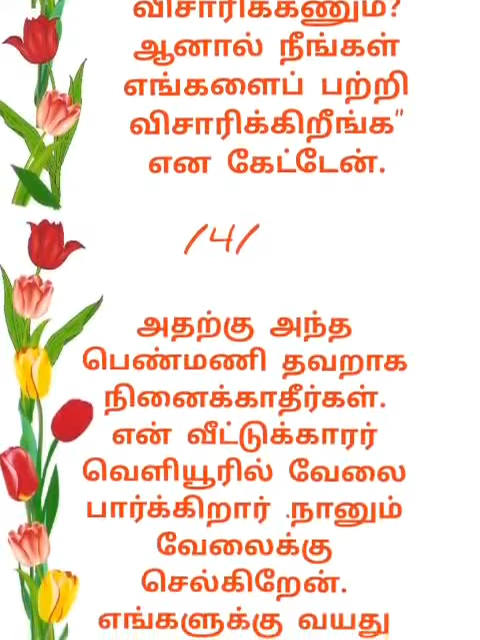 விசாரிக்கணும்?
ஆனால் நீங்கள்
எங்களைப் பற்றி
விசாரிக்கிறீங்க"
என கேட்டேன்.
/4/
அதற்கு அந்த
பெண்மணி தவறாக
நினைக்காதீர்கள்.
என் வீட்டுக்காரர்
வெளியூரில் வேலை
பார்க்கிறார் .நானும்
வேலைக்கு
செல்கிறேன்.
எங்களுக்கு வயது